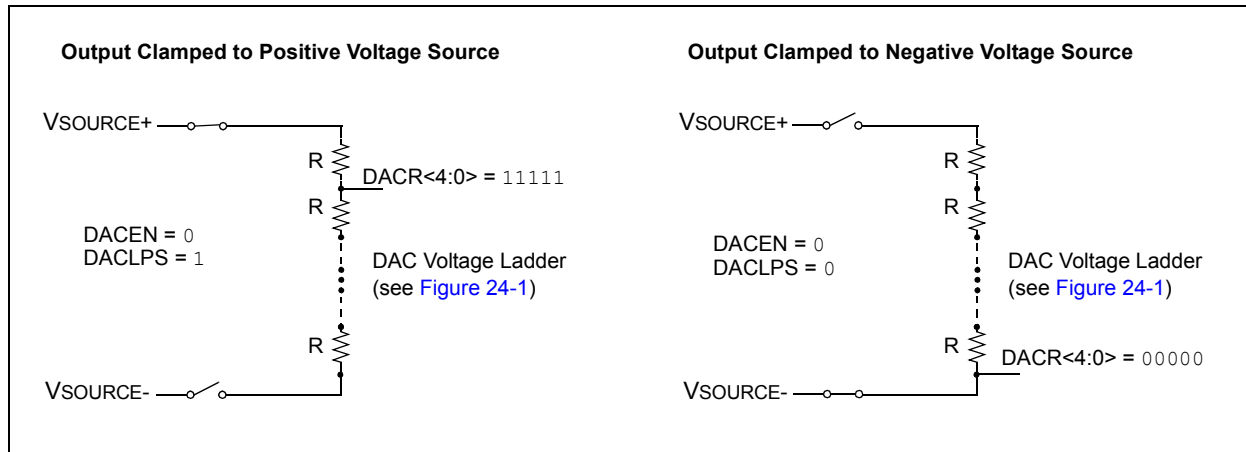 Output Clamped to Positive Voltage Source
VSOURCE+
R
DACR<4:0> = 11111
R
DACEN = 0
DACLPS = 1
DAC Voltage Ladder
(see Figure 24-1)
R
VSOURCE-
Output Clamped to Negative Voltage Source
VSOURCE+
R
R
DACEN = 0
DACLPS = 0
DAC Voltage Ladder
(see Figure 24-1)
R
DACR<4:0> = 00000
VSOURCE-